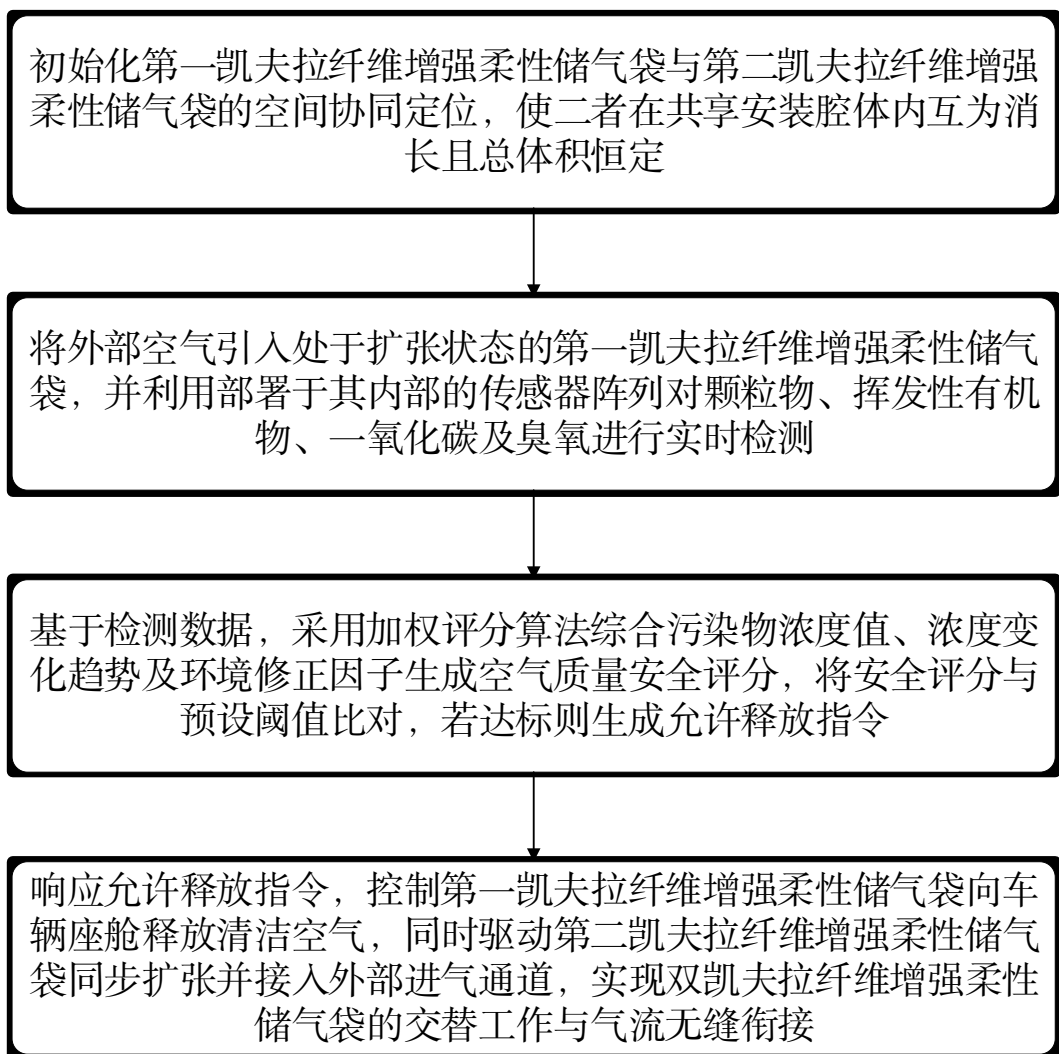 初始化第一凯夫拉纤维增强柔性储气袋与第二凯夫拉纤维增强
柔性储气袋的空间协同定位，使二者在共享安装腔体内互为消
长且总体积恒定
将外部空气引入处于扩张状态的第一凯夫拉纤维增强柔性储气
袋，并利用部署于其内部的传感器阵列对颗粒物、挥发性有机
物、一氧化碳及臭氧进行实时检测
基于检测数据，采用加权评分算法综合污染物浓度值、浓度变
化趋势及环境修正因子生成空气质量安全评分，将安全评分与
预设阈值比对，若达标则生成允许释放指令
响应允许释放指令，控制第一凯夫拉纤维增强柔性储气袋向车
辆座舱释放清洁空气，同时驱动第二凯夫拉纤维增强柔性储气
袋同步扩张并接入外部进气通道，实现双凯夫拉纤维增强柔性
储气袋的交替工作与气流无缝衔接